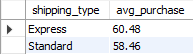 shipping_type avg_purchase
Express 60.48
Standard 58.46